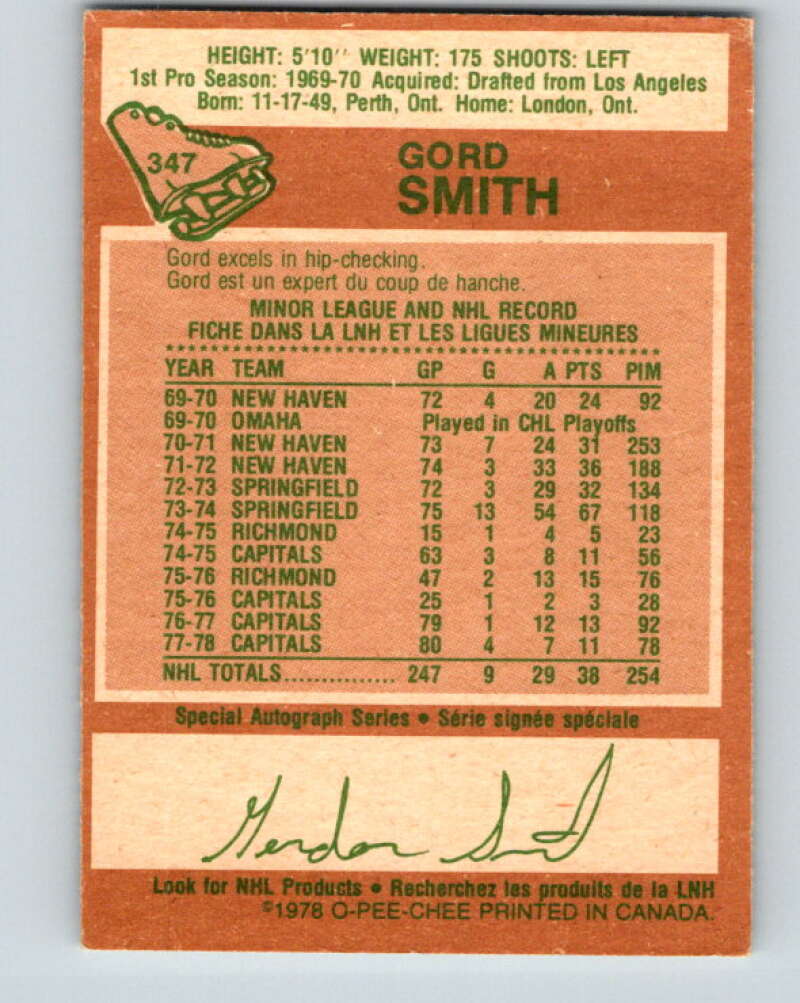 HEIGHT: 5'10'' WEIGHT: 175 SHOOTS: LEFT
1st Pro Season: 1969-70 Acquired: Drafted from Los Angeles
Born: 11-17-49, Perth, Ont. Home: London, Ont.
347
GORD
SMITH
Gord excels in hip-checking.
Gord est un expert du coup de hanche.
MINOR LEAGUE AND NHL RECORD
FICHE DANS LA LNH ET LES LIGUES MINEURES
YEAR TEAM GP G A PTS PIM
69-70 NEW HAVEN 72 4 20 24 92
69-70 OMAHA Played in CHL Playoffs
70-71 NEW HAVEN 73 7 24 31 253
71-72 NEW HAVEN 74 3 33 36 188
72-73 SPRINGFIELD 72 3 29 32 134
73-74 SPRINGFIELD 75 13 54 67 118
74-75 RICHMOND 15 1 4 5 23
74-75 CAPITALS 63 3 8 11 56
75-76 RICHMOND 47 2 13 15 76
75-76 CAPITALS 25 1 2 3 28
76-77 CAPITALS 79 1 12 13 92
77-78 CAPITALS 80 4 7 11 78
NHL TOTALS............... 247 9 29 38 254
Special Autograph Series • Série signée spéciale
Gordon Smith
Look for NHL Products • Recherchez les produits de la LNH
©1978 O-PEE-CHEE PRINTED IN CANADA.